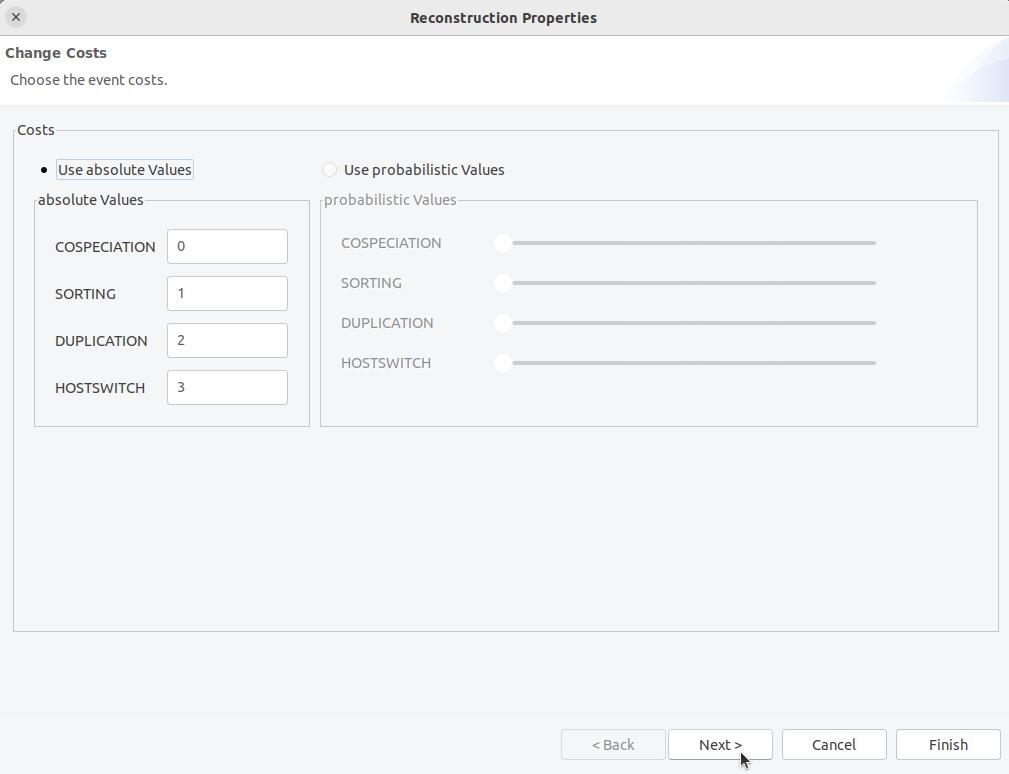 Reconstruction Properties
Change Costs
Choose the event costs.
Costs
Use absolute Values
Use probabilistic Values
absolute Values
COSPECIATION 0
SORTING 1
DUPLICATION 2
HOSTSWITCH 3
probabilistic Values
COSPECIATION
SORTING
DUPLICATION
HOSTSWITCH
< Back Next > Cancel Finish